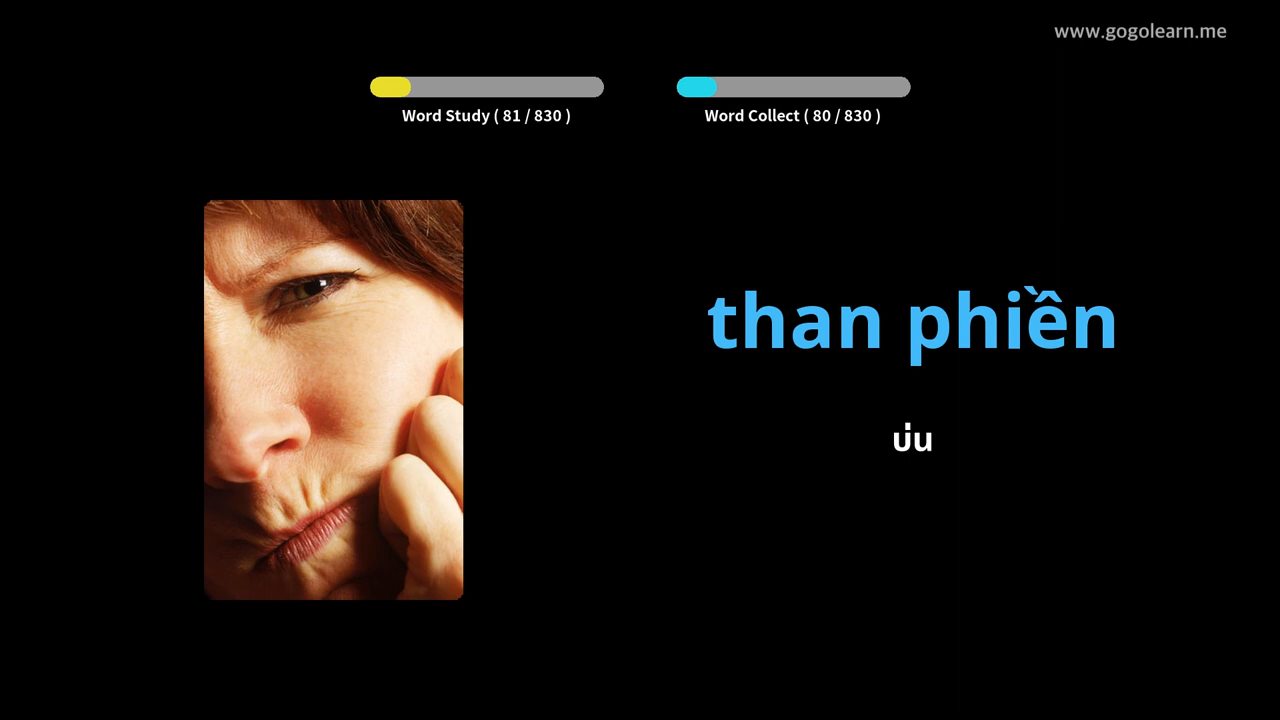 www.gogolearn.me
Word Study ( 81 / 830 )
Word Collect ( 80 / 830 )
than phiền
บ่น